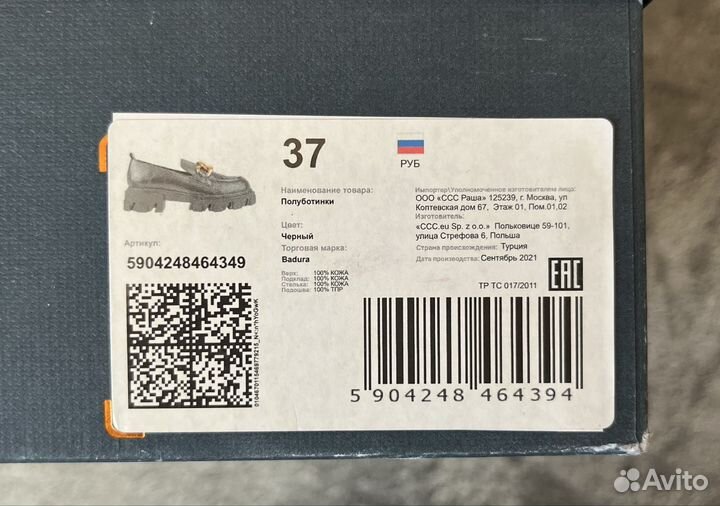 37
РУБ
Наименование товара:
Полуботинки
Цвет:
Черный
Торговая марка:
Badura
Верх: 100% КОЖА
Подклад: 100% КОЖА
Стелька: 100% КОЖА
Подошва: 100% ТПР
Артикул:
5904248464349
Импортер\Уполномоченное изготовителем лицо:
ООО «ССС Раша» 125239, г. Москва, ул
Коптевская дом 67, Этаж 01, Пом.01,02
Изготовитель:
«CCC.eu Sp. z o.o.» Польковице 59-101,
улица Стрефова 6, Польша
Страна происхождения: Турция
Дата производства: Сентябрь 2021
ТР ТС 017/2011
EAC
5 904248 464394
Avito